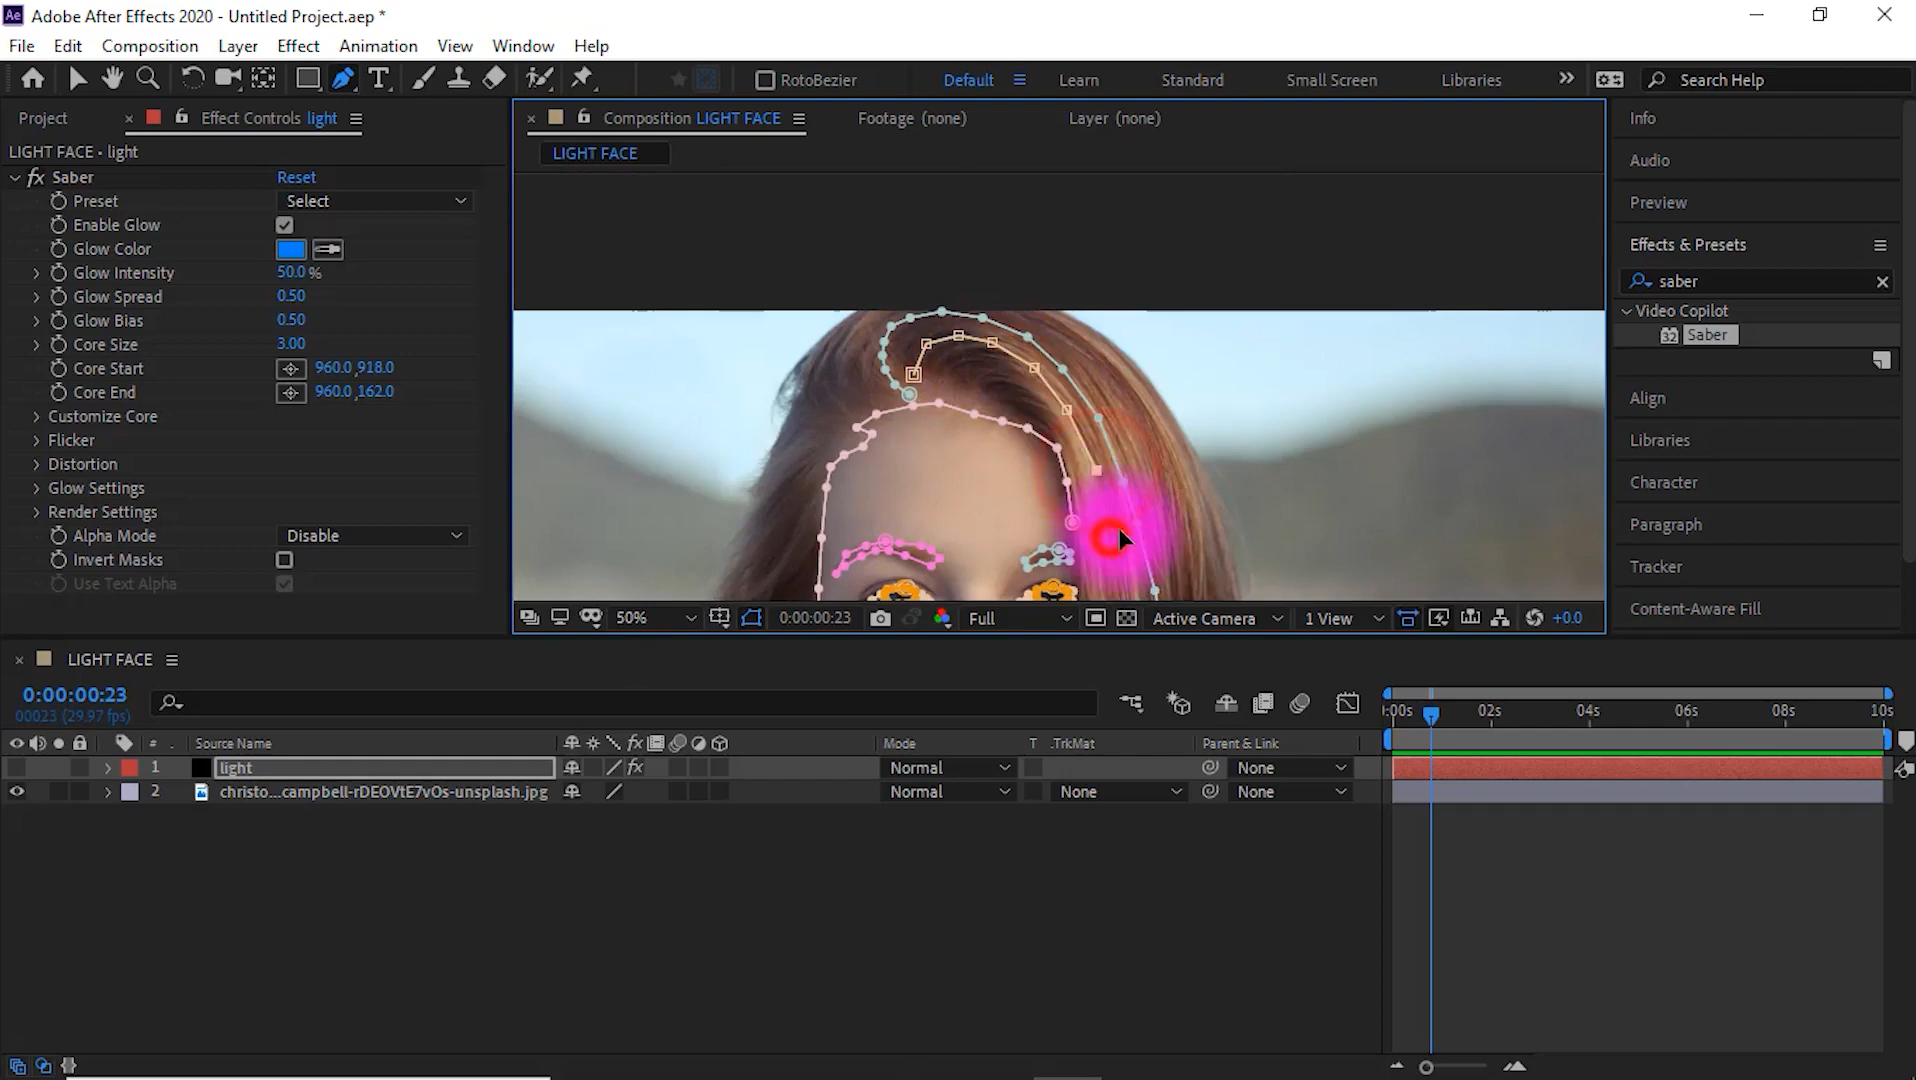 Adobe After Effects 2020 - Untitled Project.aep *
File Edit Composition Layer Effect Animation View Window Help
RotoBezier Default Learn Standard Small Screen Libraries Search Help
Project Effect Controls light
LIGHT FACE • light
fx Saber Reset
Preset Select
Enable Glow
Glow Color
Glow Intensity 50.0 %
Glow Spread 0.50
Glow Bias 0.50
Core Size 3.00
Core Start 960.0 ,918.0
Core End 960.0 ,162.0
Customize Core
Flicker
Distortion
Glow Settings
Render Settings
Alpha Mode Disable
Invert Masks
Use Text Alpha
Composition LIGHT FACE Footage (none) Layer (none)
LIGHT FACE
50% 0:00:00:23 Full Active Camera 1 View +0.0
Info
Audio
Preview
Effects & Presets
saber
Video Copilot
32 Saber
Align
Libraries
Character
Paragraph
Tracker
Content-Aware Fill
LIGHT FACE
0:00:00:23
00023 (29.97 fps)
:00s 02s 04s 06s 08s 10s
# Source Name fx Mode T .TrkMat Parent & Link
1 light fx Normal None
2 christo...campbell-rDEOVtE7vOs-unsplash.jpg Normal None None